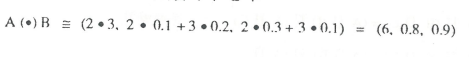 A (•) B ≅ (2 • 3, 2 • 0.1 + 3 • 0.2, 2 • 0.3 + 3 • 0.1) = (6, 0.8, 0.9)